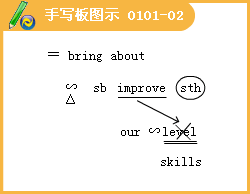 手写板图示 0101-02
= bring about
∽ sb improve sth
△
our ∽ level
skills